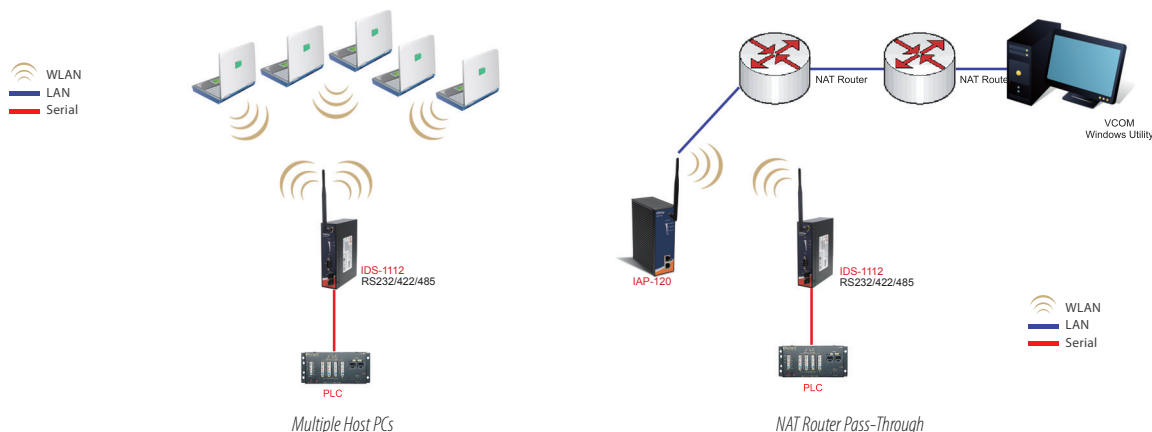 WLAN
LAN
Serial
IDS-1112
RS232/422/485
PLC
Multiple Host PCs
NAT Router
NAT Route
VCOM
Windows Utility
IAP-120
IDS-1112
RS232/422/485
WLAN
LAN
Serial
PLC
NAT Router Pass-Through